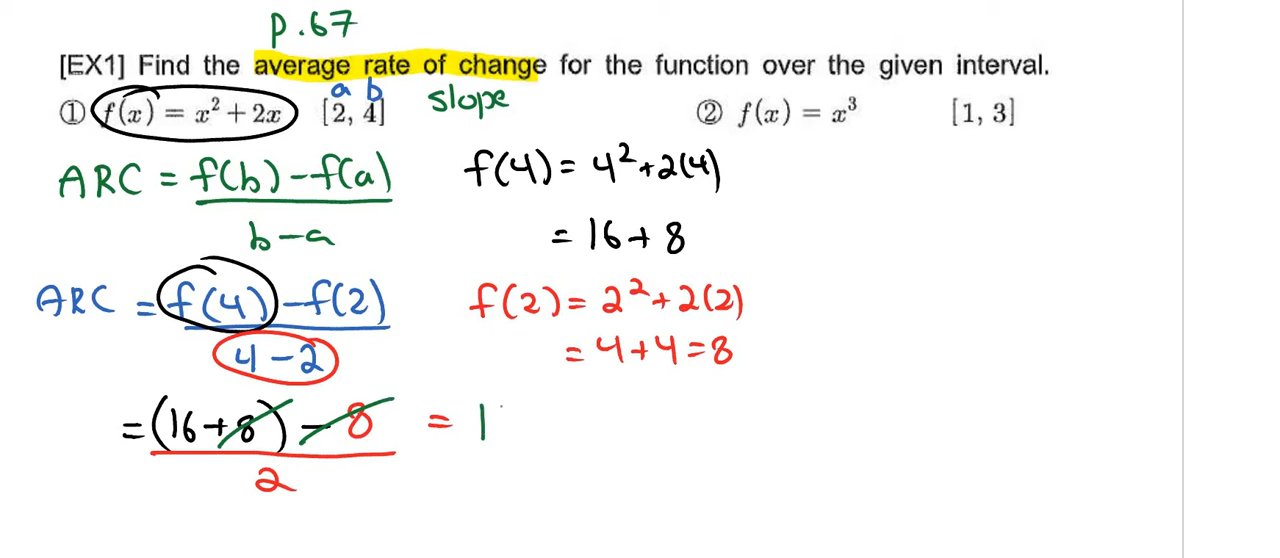 p.67
[EX1] Find the average rate of change for the function over the given interval.
① f(x) = x² + 2x [2, 4] a b slope ② f(x) = x³ [1, 3]
ARC = f(b) - f(a) / b - a
f(4) = 4² + 2(4)
= 16 + 8
ARC = f(4) - f(2) / 4 - 2
f(2) = 2² + 2(2)
= 4 + 4 = 8
= (16 + 8) - 8 / 2 = 1